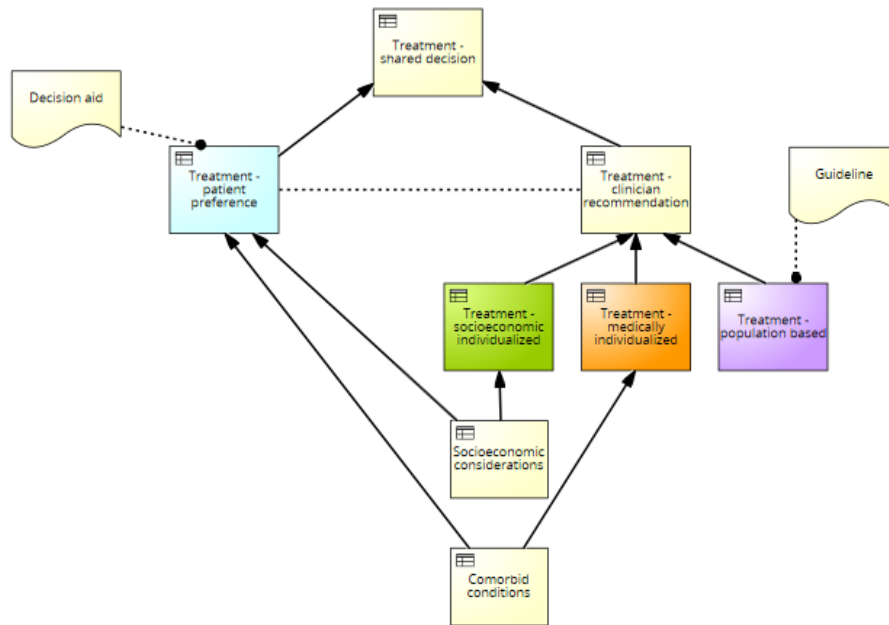 Treatment -
shared decision
Decision aid
Treatment -
patient
preference
Treatment -
clinician
recommendation
Guideline
Treatment -
socioeconomic
individualized
Treatment -
medically
individualized
Treatment -
population based
Socioeconomic
considerations
Comorbid
conditions